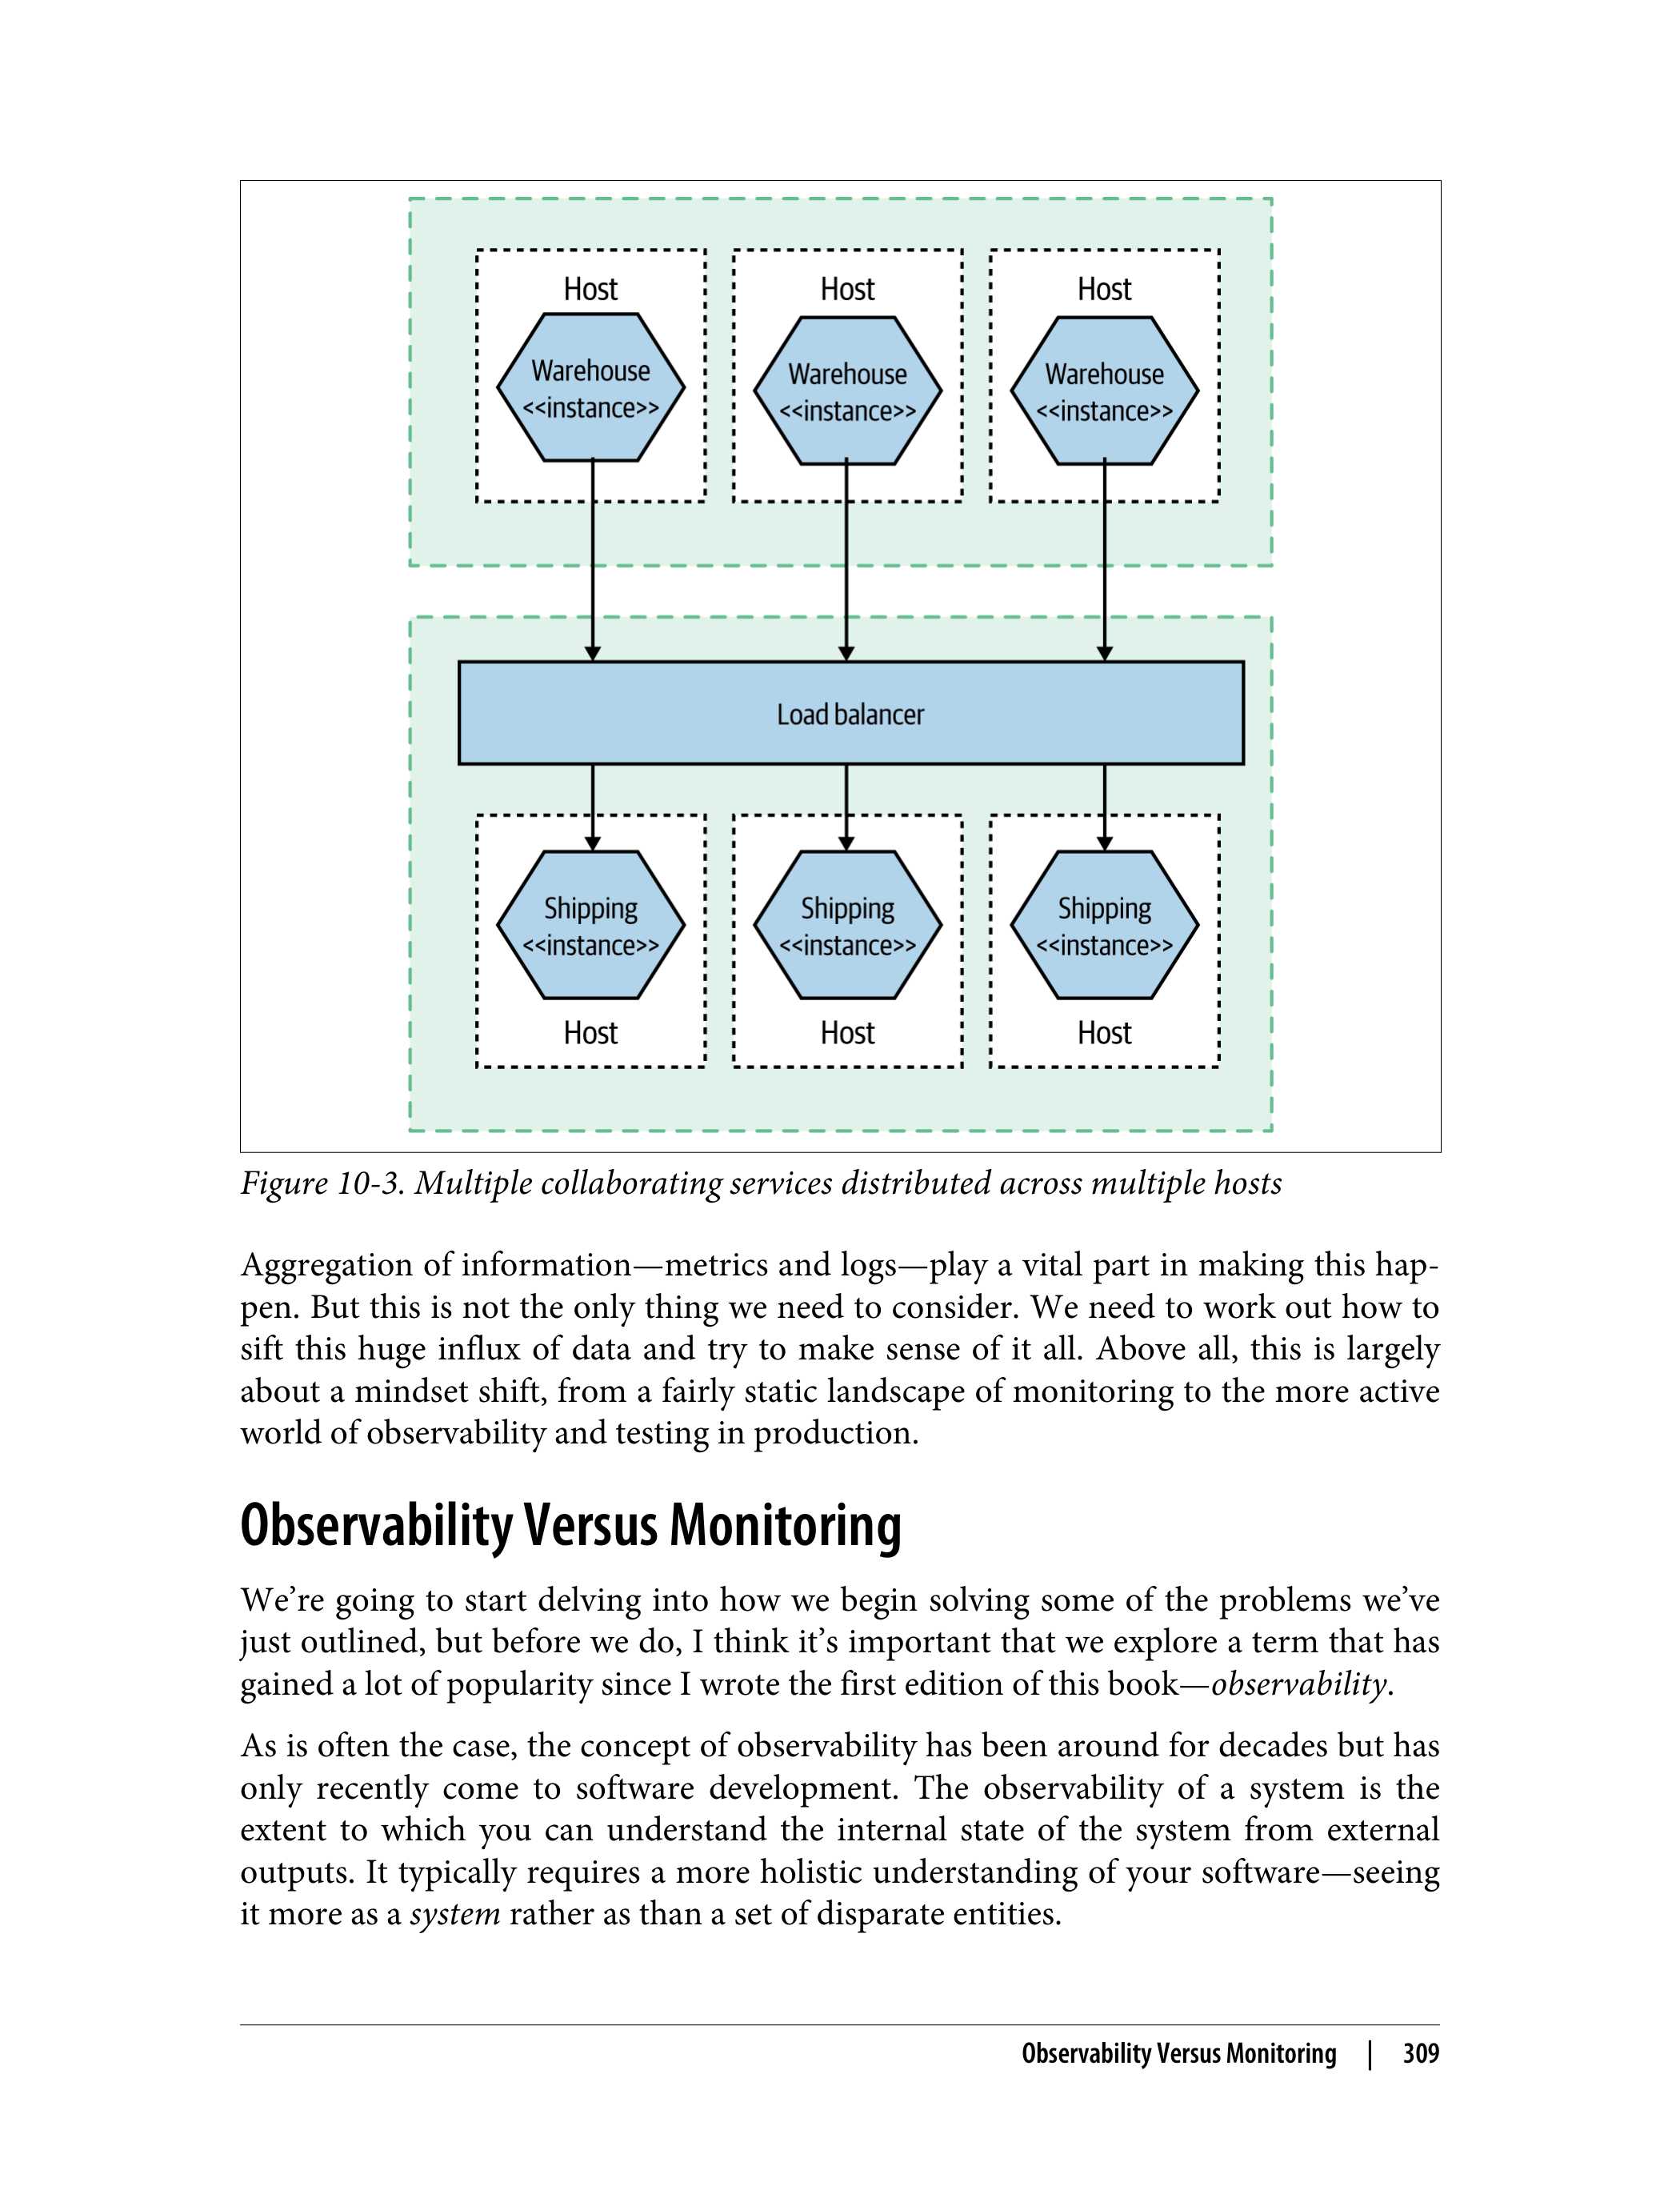 Host Host Host
Warehouse Warehouse Warehouse
<<instance>> <<instance>> <<instance>>
Load balancer
Shipping Shipping Shipping
<<instance>> <<instance>> <<instance>>
Host Host Host
Figure 10-3. Multiple collaborating services distributed across multiple hosts
Aggregation of information—metrics and logs—play a vital part in making this hap-
pen. But this is not the only thing we need to consider. We need to work out how to
sift this huge influx of data and try to make sense of it all. Above all, this is largely
about a mindset shift, from a fairly static landscape of monitoring to the more active
world of observability and testing in production.
Observability Versus Monitoring
We’re going to start delving into how we begin solving some of the problems we’ve
just outlined, but before we do, I think it’s important that we explore a term that has
gained a lot of popularity since I wrote the first edition of this book—observability.
As is often the case, the concept of observability has been around for decades but has
only recently come to software development. The observability of a system is the
extent to which you can understand the internal state of the system from external
outputs. It typically requires a more holistic understanding of your software—seeing
it more as a system rather as than a set of disparate entities.
Observability Versus Monitoring | 309